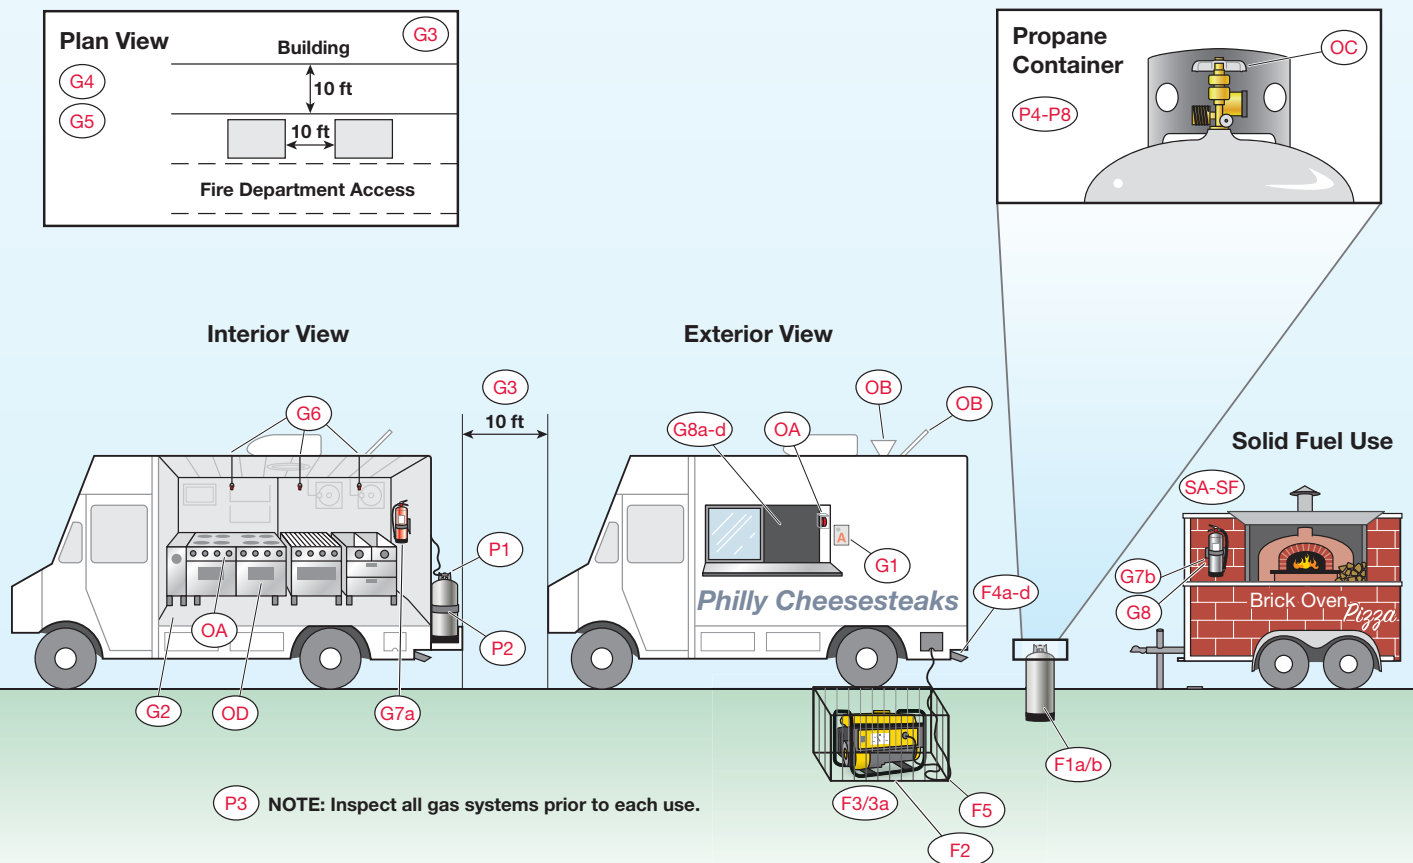 Plan View
G3
Building
G4
10 ft
G5
10 ft
Fire Department Access
Propane
Container
OC
P4-P8
Interior View
Exterior View
G3
10 ft
G6
OB
OB
G8a-d
OA
Solid Fuel Use
SA-SF
P1
A
G1
G7b
F4a-d
Philly Cheesesteaks
Brick Oven
Pizza
G8
OA
P2
G2
OD
G7a
F1a/b
P3 NOTE: Inspect all gas systems prior to each use.
F3/3a
F5
F2